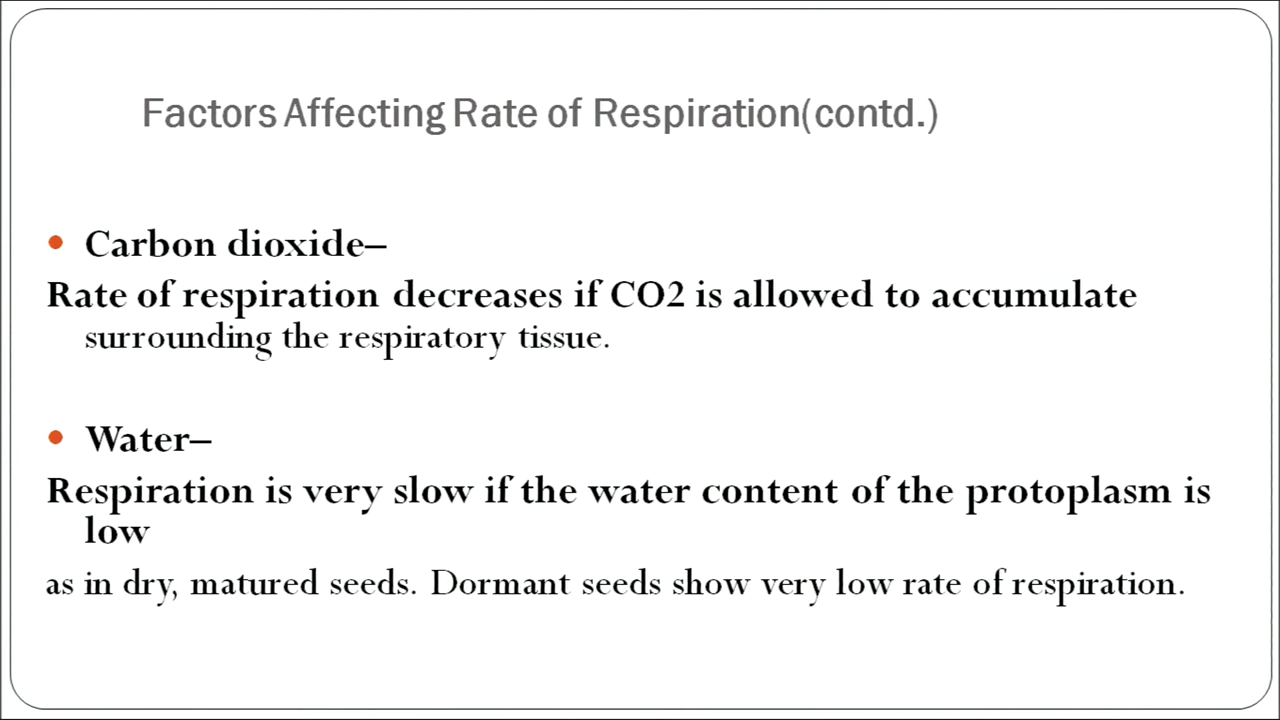 Factors Affecting Rate of Respiration(contd.)
• Carbon dioxide–
Rate of respiration decreases if CO2 is allowed to accumulate
surrounding the respiratory tissue.
• Water–
Respiration is very slow if the water content of the protoplasm is
low
as in dry, matured seeds. Dormant seeds show very low rate of respiration.